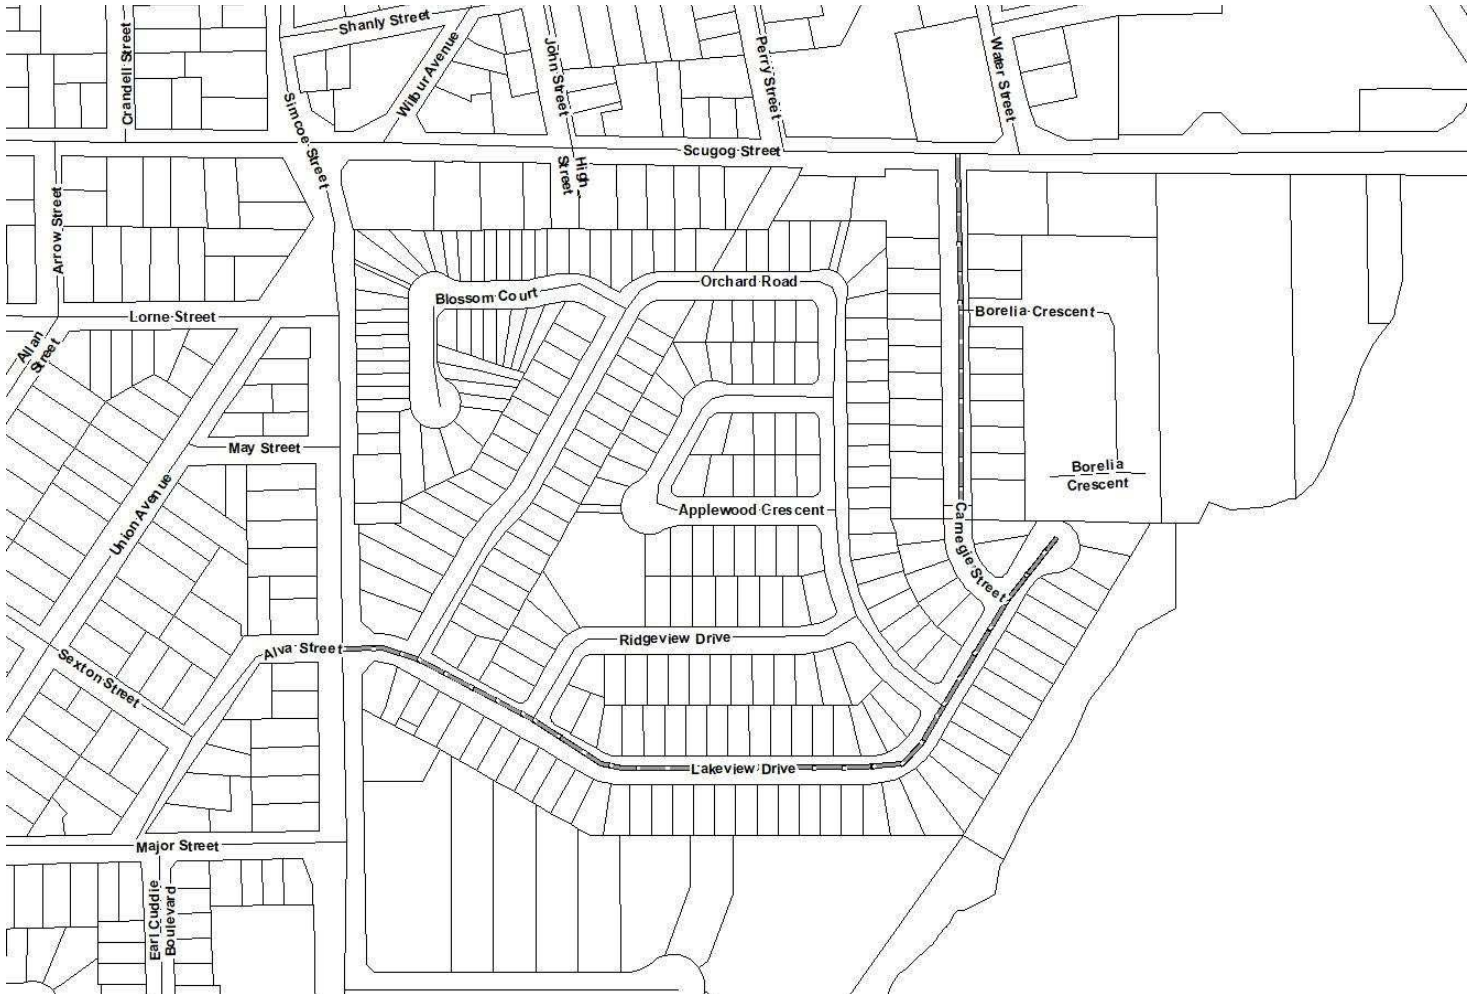 Shanly Street
Crandell Street
Wilbur Avenue
John Street
Perry Street
Water Street
Simcoe Street
Scugog Street
High
Street
Arrow Street
Orchard Road
Blossom Court
Lorne Street
Borelia Crescent
Allan
Street
May Street
Borelia
Crescent
Union Avenue
Applewood Crescent
Carnegie Street
Ridgeview Drive
Alva Street
Sexton Street
Lakeview Drive
Major Street
Earl Cuddie
Boulevard